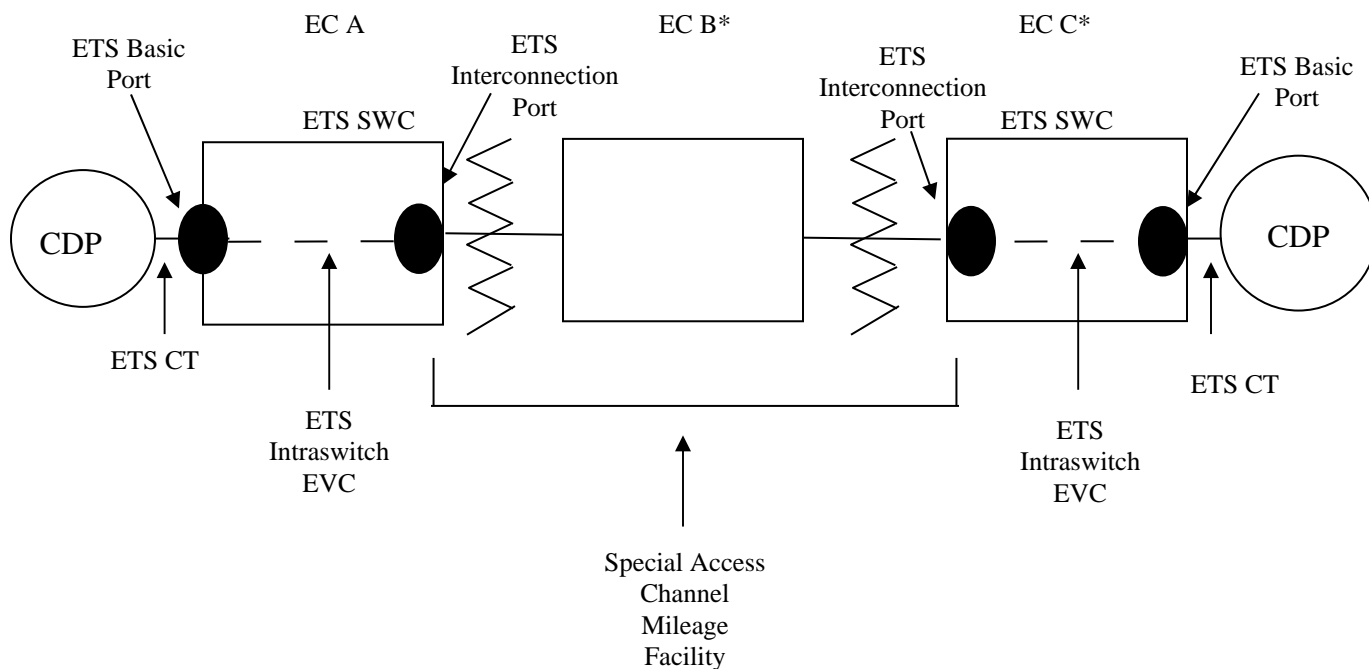 EC A
EC B*
EC C*
ETS Basic
Port
ETS
Interconnection
Port
ETS
Interconnection
Port
ETS Basic
Port
ETS SWC
ETS SWC
CDP
CDP
ETS CT
ETS CT
ETS
Intraswitch
EVC
ETS
Intraswitch
EVC
Special Access
Channel
Mileage
Facility